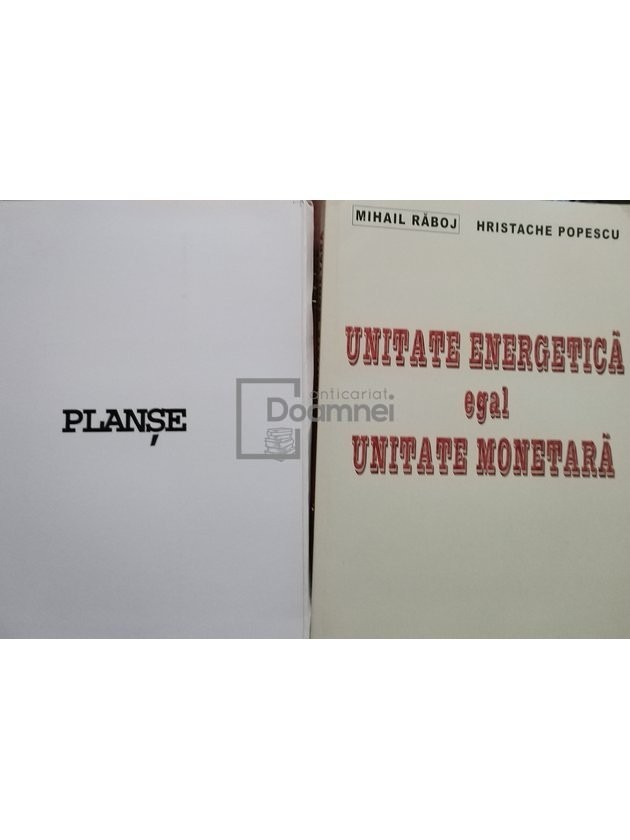 PLANȘE
MIHAIL RĂBOJ HRISTACHE POPESCU
UNITATE ENERGETICĂ
egal
UNITATE MONETARĂ
anticariat
Doamnei